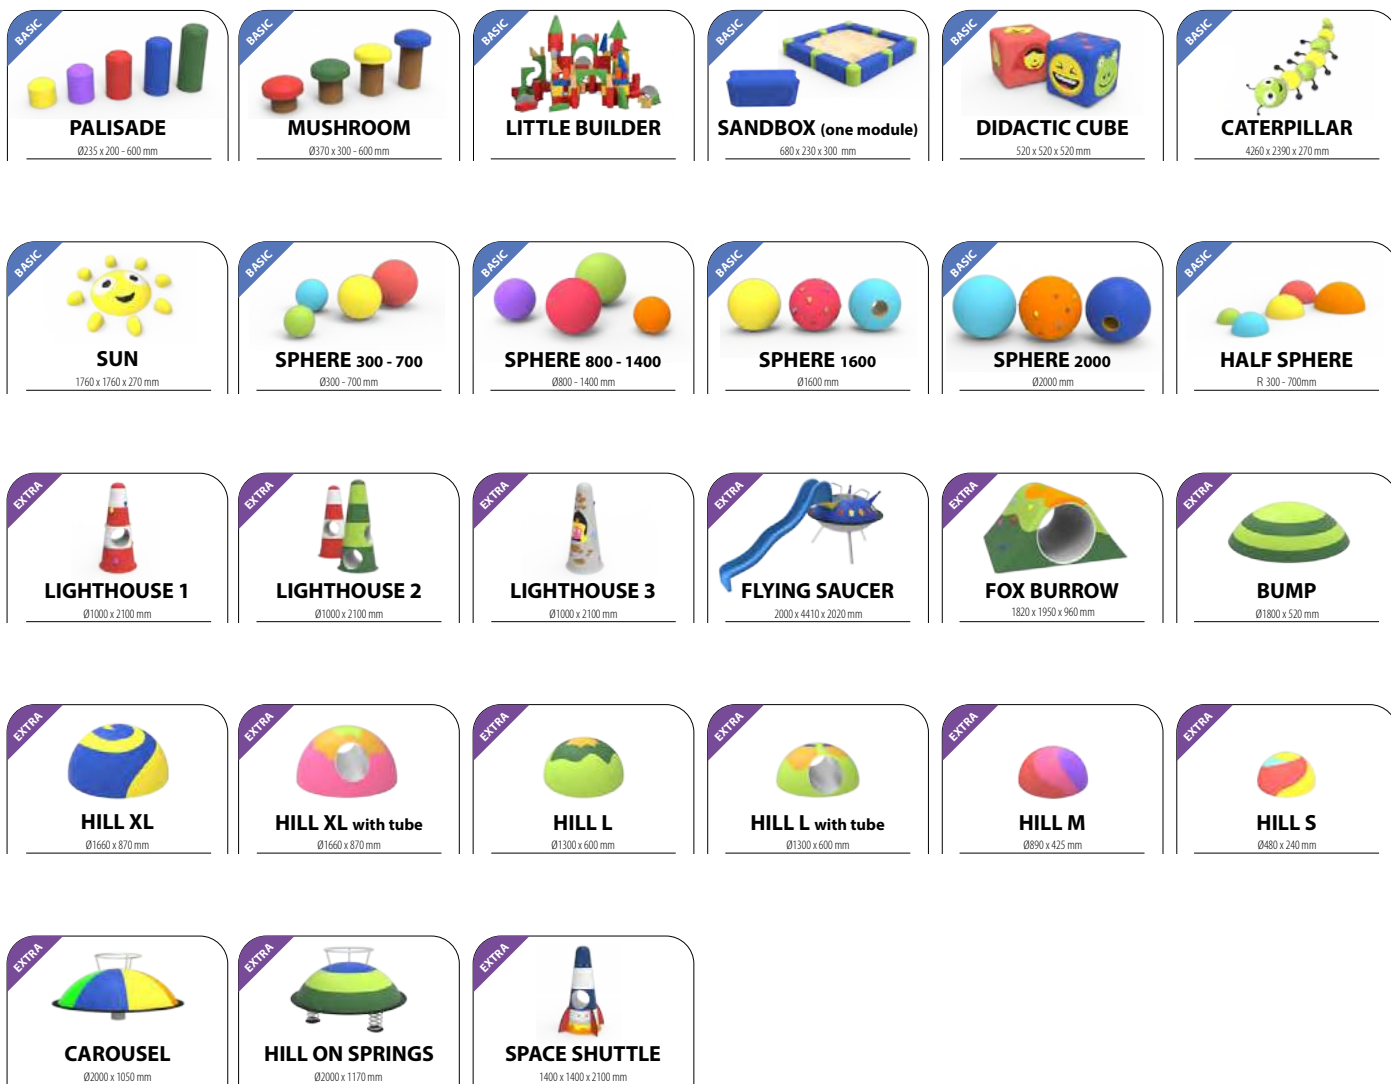 BASIC
PALISADE
Ø235 x 200 - 600 mm
BASIC
MUSHROOM
Ø370 x 300 - 600 mm
BASIC
LITTLE BUILDER
BASIC
SANDBOX (one module)
680 x 230 x 300 mm
BASIC
DIDACTIC CUBE
520 x 520 x 520 mm
BASIC
CATERPILLAR
4260 x 2390 x 270 mm
BASIC
SUN
1760 x 1760 x 270 mm
BASIC
SPHERE 300 - 700
Ø300 - 700 mm
BASIC
SPHERE 800 - 1400
Ø800 - 1400 mm
BASIC
SPHERE 1600
Ø1600 mm
BASIC
SPHERE 2000
Ø2000 mm
BASIC
HALF SPHERE
R 300 - 700mm
EXTRA
LIGHTHOUSE 1
Ø1000 x 2100 mm
EXTRA
LIGHTHOUSE 2
Ø1000 x 2100 mm
EXTRA
LIGHTHOUSE 3
Ø1000 x 2100 mm
EXTRA
FLYING SAUCER
2000 x 4410 x 2020 mm
EXTRA
FOX BURROW
1820 x 1950 x 960 mm
EXTRA
BUMP
Ø1800 x 520 mm
EXTRA
HILL XL
Ø1660 x 870 mm
EXTRA
HILL XL with tube
Ø1660 x 870 mm
EXTRA
HILL L
Ø1300 x 600 mm
EXTRA
HILL L with tube
Ø1300 x 600 mm
EXTRA
HILL M
Ø890 x 425 mm
EXTRA
HILL S
Ø480 x 240 mm
EXTRA
CAROUSEL
Ø2000 x 1050 mm
EXTRA
HILL ON SPRINGS
Ø2000 x 1170 mm
EXTRA
SPACE SHUTTLE
1400 x 1400 x 2100 mm